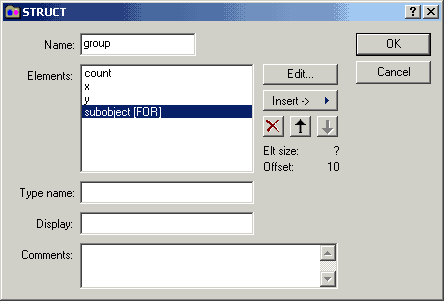 STRUCT
Name: group
OK
Cancel
Elements:
count
x
y
subobject [FOR]
Edit...
Insert ->
Elt size: ?
Offset: 10
Type name:
Display:
Comments: